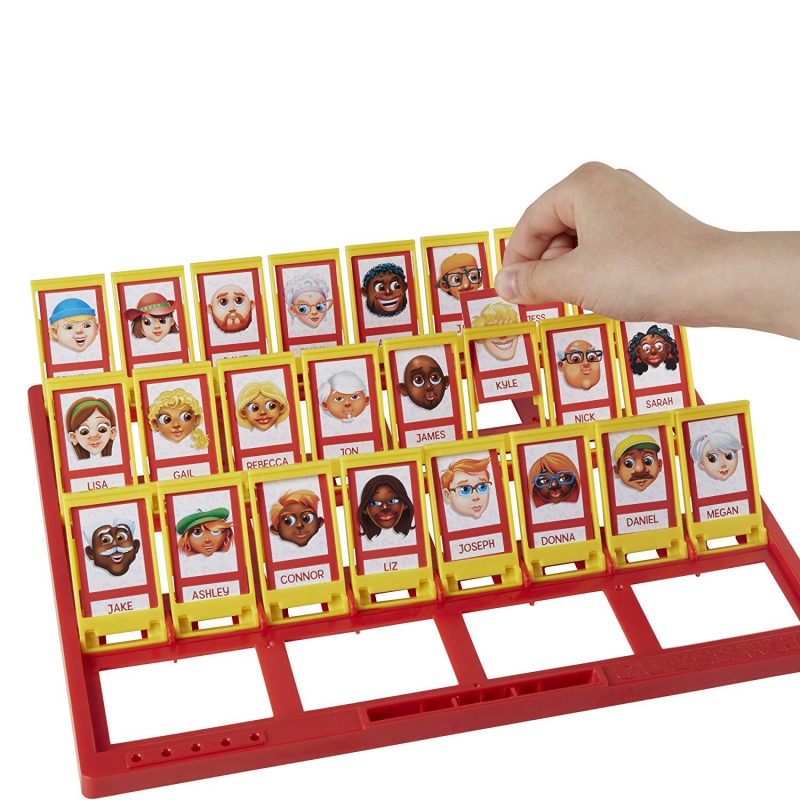 JESS
LISA
GAIL
REBECCA
JON
JAMES
KYLE
NICK
SARAH
JAKE
ASHLEY
CONNOR
LIZ
JOSEPH
DONNA
DANIEL
MEGAN